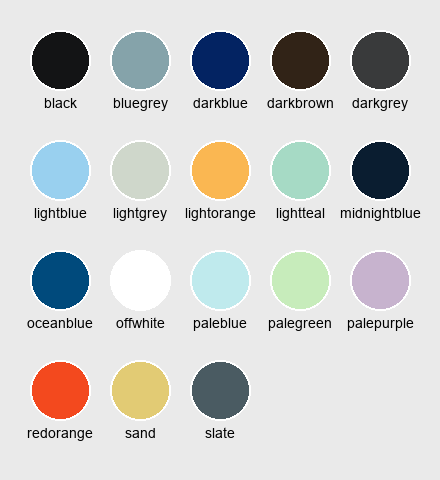 black bluegrey darkblue darkbrown darkgrey
lightblue lightgrey lightorange lightteal midnightblue
oceanblue offwhite paleblue palegreen palepurple
redorange sand slate